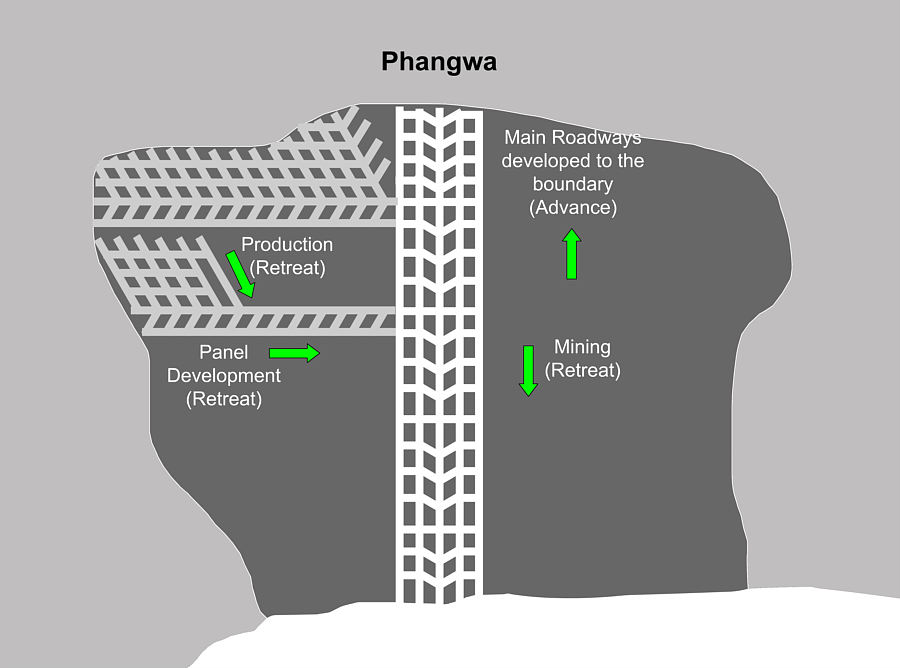 Phangwa
Main Roadways
developed to the
boundary
(Advance)
Production
(Retreat)
Mining
(Retreat)
Panel
Development
(Retreat)